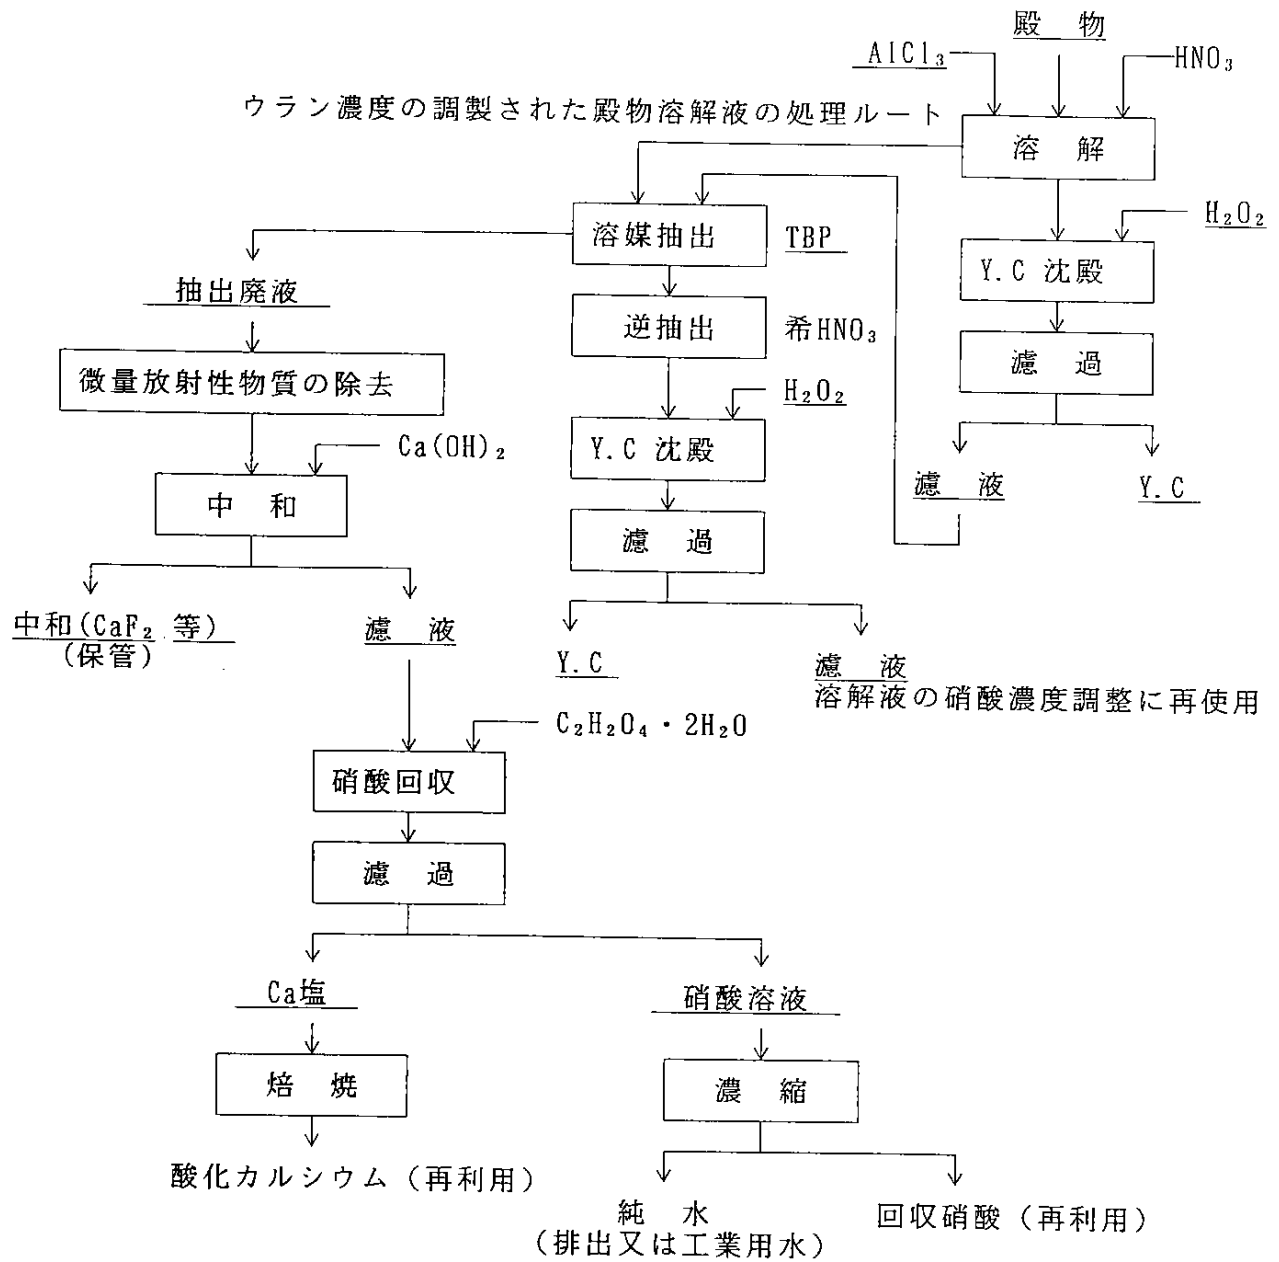 殿 物
AlCl₃
HNO₃
ウラン濃度の調製された殿物溶解液の処理ルート
溶 解
H₂O₂
溶媒抽出
TBP
Y.C 沈殿
抽出廃液
逆抽出
希HNO₃
濾 過
微量放射性物質の除去
H₂O₂
Y.C 沈殿
Ca(OH)₂
濾 液
Y.C
中 和
濾 過
中和(CaF₂ 等)
(保管)
濾 液
Y.C
濾 液
溶解液の硝酸濃度調整に再使用
C₂H₂O₄・2H₂O
硝酸回収
濾 過
Ca塩
硝酸溶液
焙 焼
濃 縮
酸化カルシウム(再利用)
純 水
(排出又は工業用水)
回収硝酸(再利用)